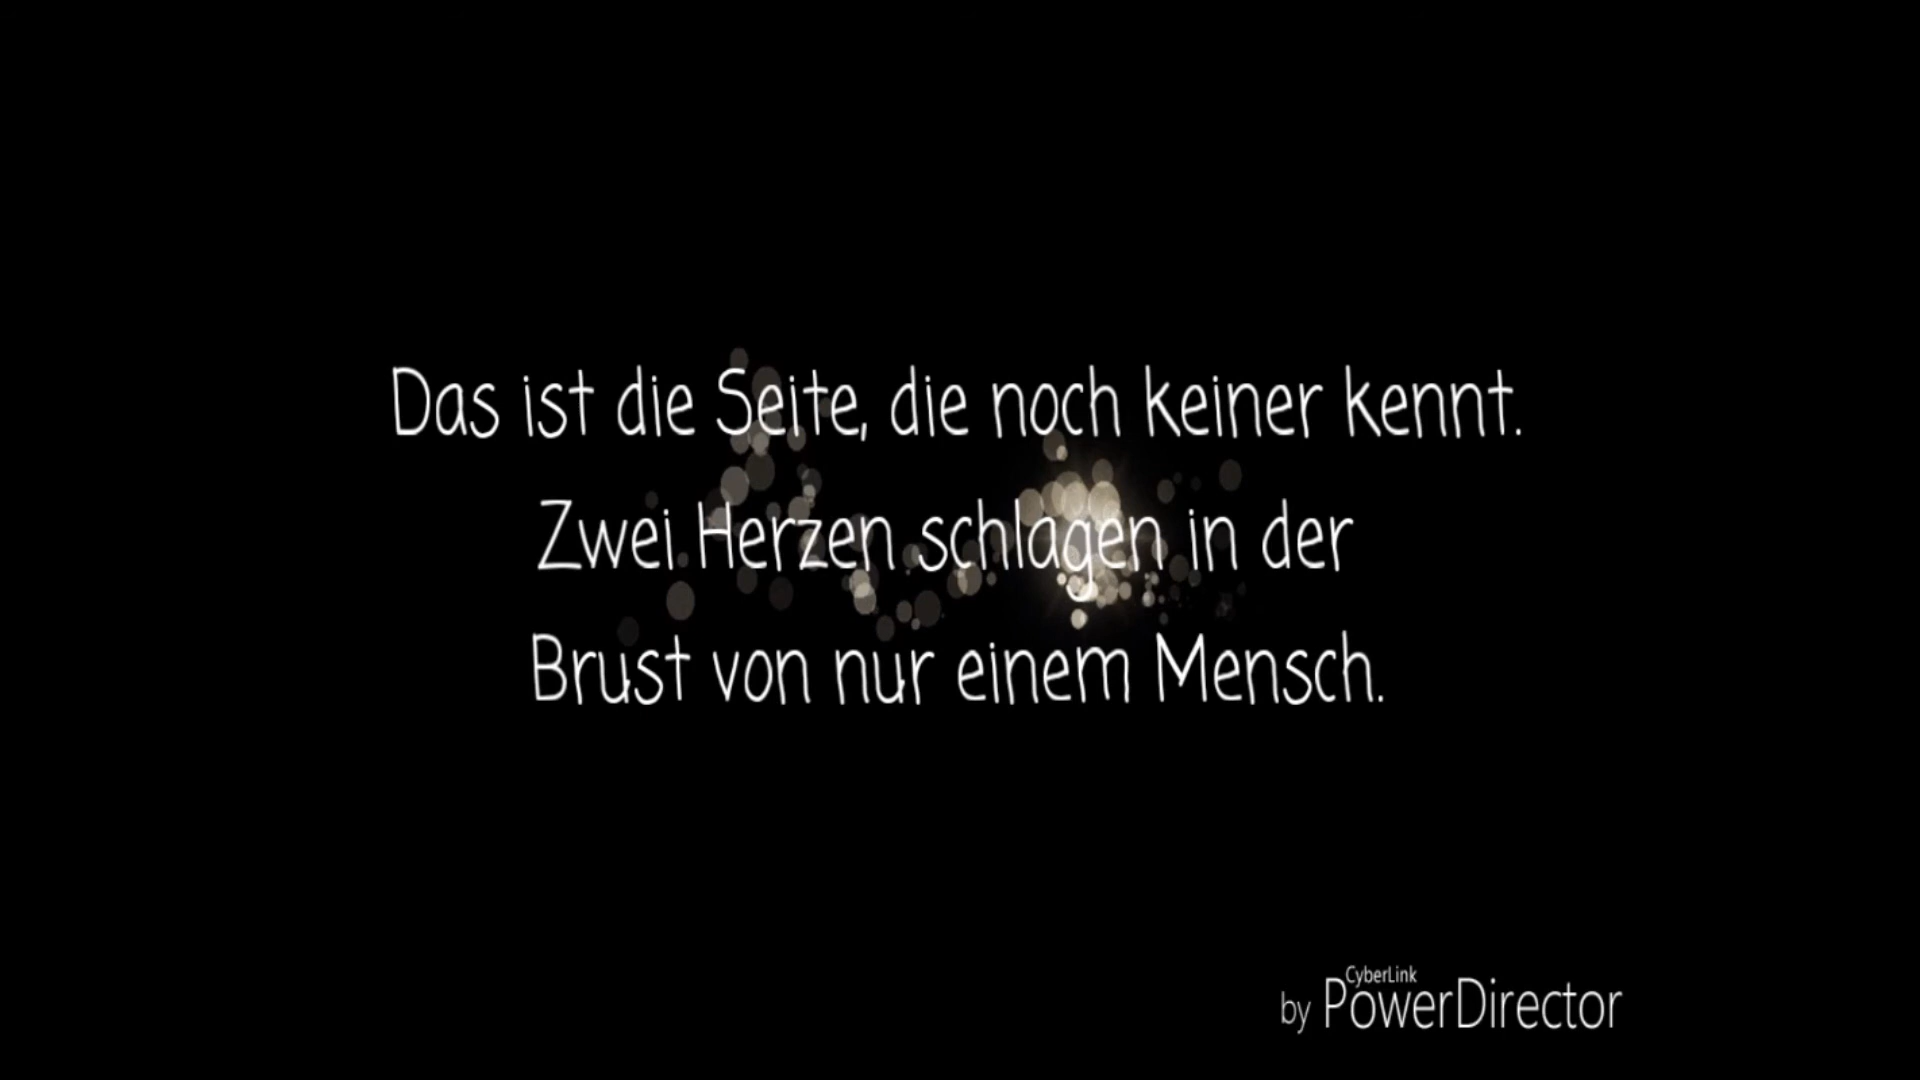 Das ist die Seite, die noch keiner kennt.
Zwei Herzen schlagen in der
Brust von nur einem Mensch.
by CyberLink PowerDirector